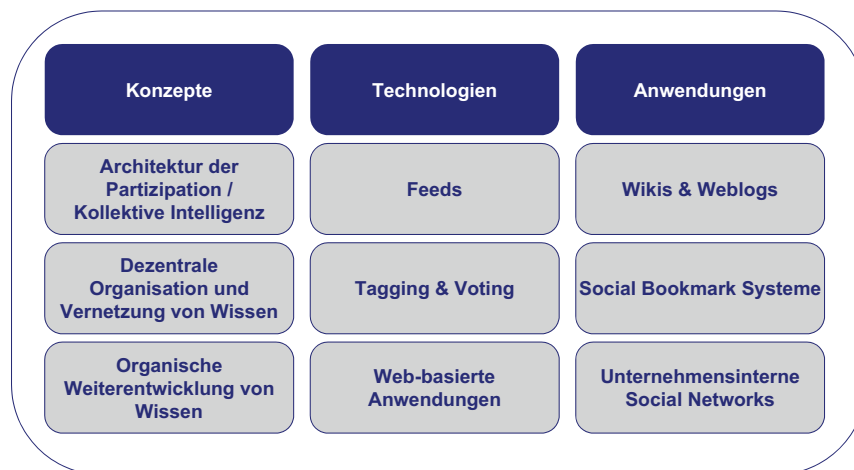 Konzepte
Technologien
Anwendungen
Architektur der
Partizipation /
Kollektive Intelligenz
Feeds
Wikis & Weblogs
Dezentrale
Organisation und
Vernetzung von Wissen
Tagging & Voting
Social Bookmark Systeme
Organische
Weiterentwicklung von
Wissen
Web-basierte
Anwendungen
Unternehmensinterne
Social Networks